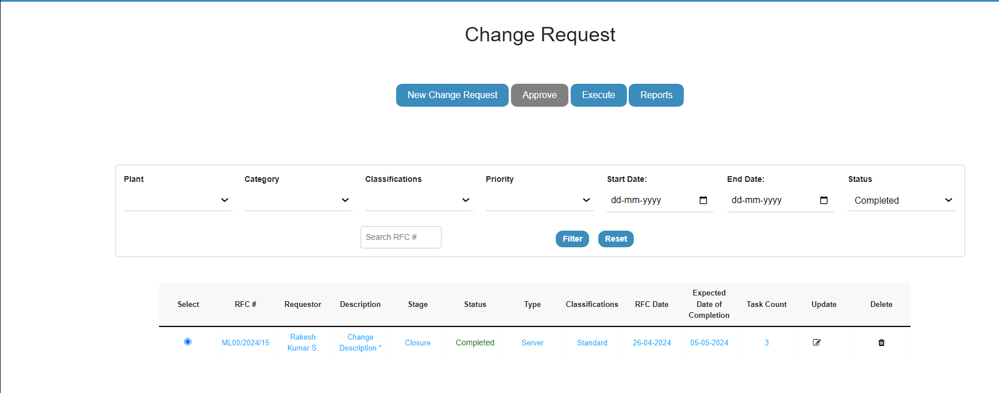 Change Request
New Change Request Approve Execute Reports
Plant Category Classifications Priority Start Date: End Date: Status
dd-mm-yyyy dd-mm-yyyy Completed
Search RFC # Filter Reset
Select RFC # Requestor Description Stage Status Type Classifications RFC Date Expected Date of Completion Task Count Update Delete
ML00/2024/15 Rakesh Kumar S. Change Description * Closure Completed Server Standard 26-04-2024 05-05-2024 3